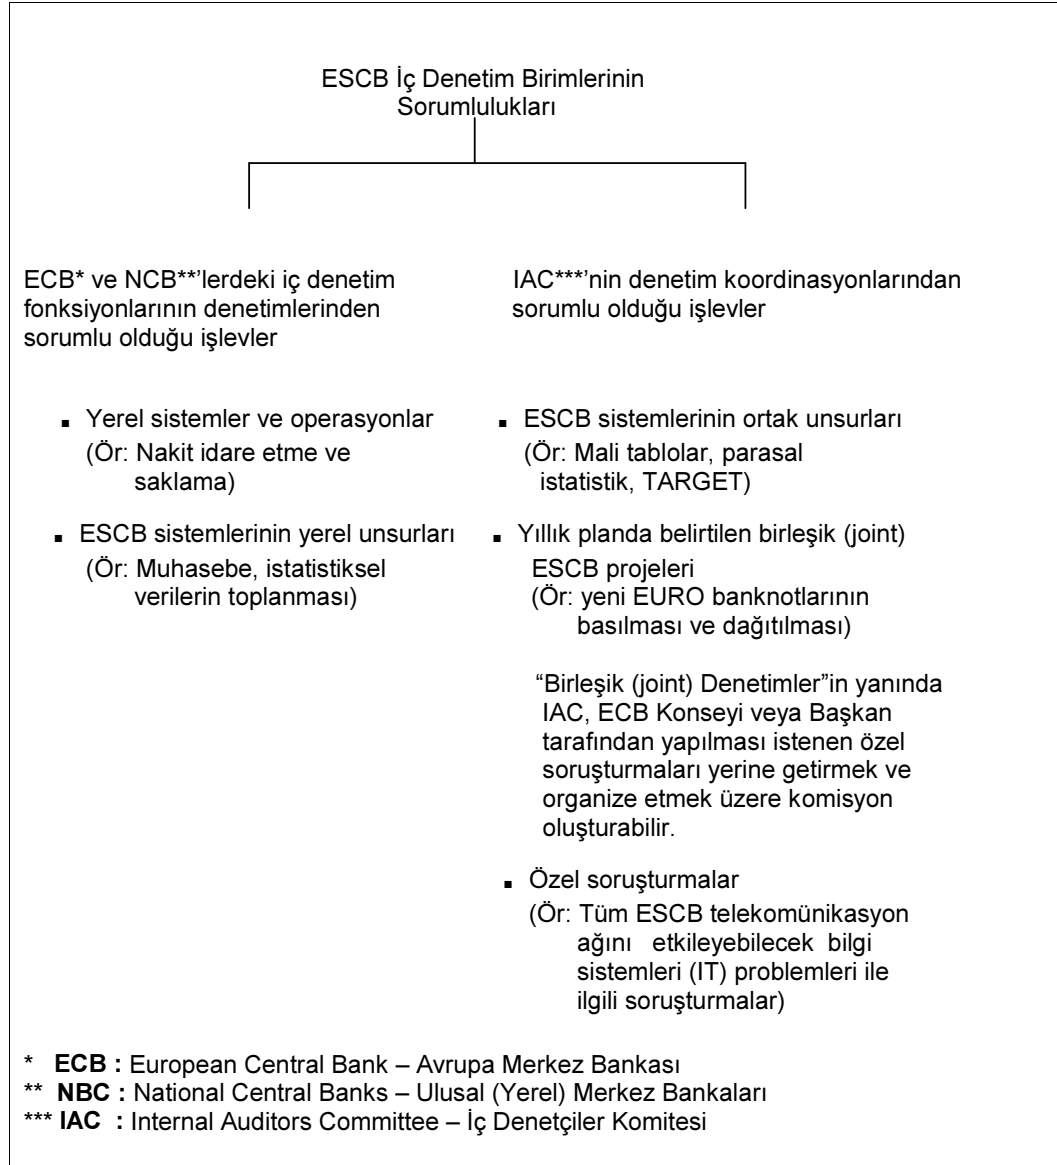 ESCB İç Denetim Birimlerinin
Sorumlulukları
ECB* ve NCB**’lerdeki iç denetim
fonksiyonlarının denetimlerinden
sorumlu olduğu işlevler
▪ Yerel sistemler ve operasyonlar
(Ör: Nakit idare etme ve
saklama)
▪ ESCB sistemlerinin yerel unsurları
(Ör: Muhasebe, istatistiksel
verilerin toplanması)
IAC***’nin denetim koordinasyonlarından
sorumlu olduğu işlevler
▪ ESCB sistemlerinin ortak unsurları
(Ör: Mali tablolar, parasal
istatistik, TARGET)
▪ Yıllık planda belirtilen birleşik (joint)
ESCB projeleri
(Ör: yeni EURO banknotlarının
basılması ve dağıtılması)
“Birleşik (joint) Denetimler”in yanında
IAC, ECB Konseyi veya Başkan
tarafından yapılması istenen özel
soruşturmaları yerine getirmek ve
organize etmek üzere komisyon
oluşturabilir.
▪ Özel soruşturmalar
(Ör: Tüm ESCB telekomünikasyon
ağını etkileyebilecek bilgi
sistemleri (IT) problemleri ile
ilgili soruşturmalar)
* ECB : European Central Bank – Avrupa Merkez Bankası
** NBC : National Central Banks – Ulusal (Yerel) Merkez Bankaları
*** IAC : Internal Auditors Committee – İç Denetçiler Komitesi